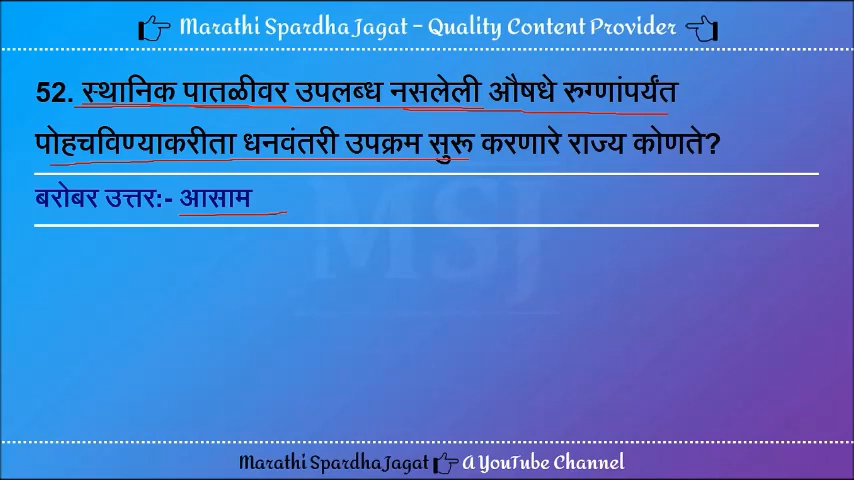 Marathi Spardha Jagat - Quality Content Provider
52. स्थानिक पातळीवर उपलब्ध नसलेली औषधे रुग्णांपर्यंत
पोहचविण्याकरीता धनवंतरी उपक्रम सुरू करणारे राज्य कोणते?
बरोबर उत्तर:- आसाम
MSJ
Marathi Spardha Jagat A YouTube Channel